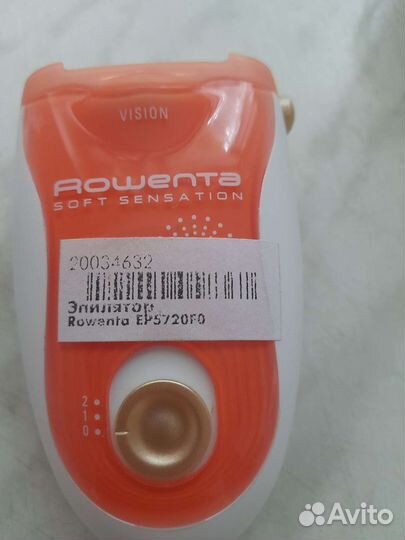 VISION
Rowenta
SOFT SENSATION
20034632
Эпилятор
Rowenta EP5720F0
2
1
0
Avito